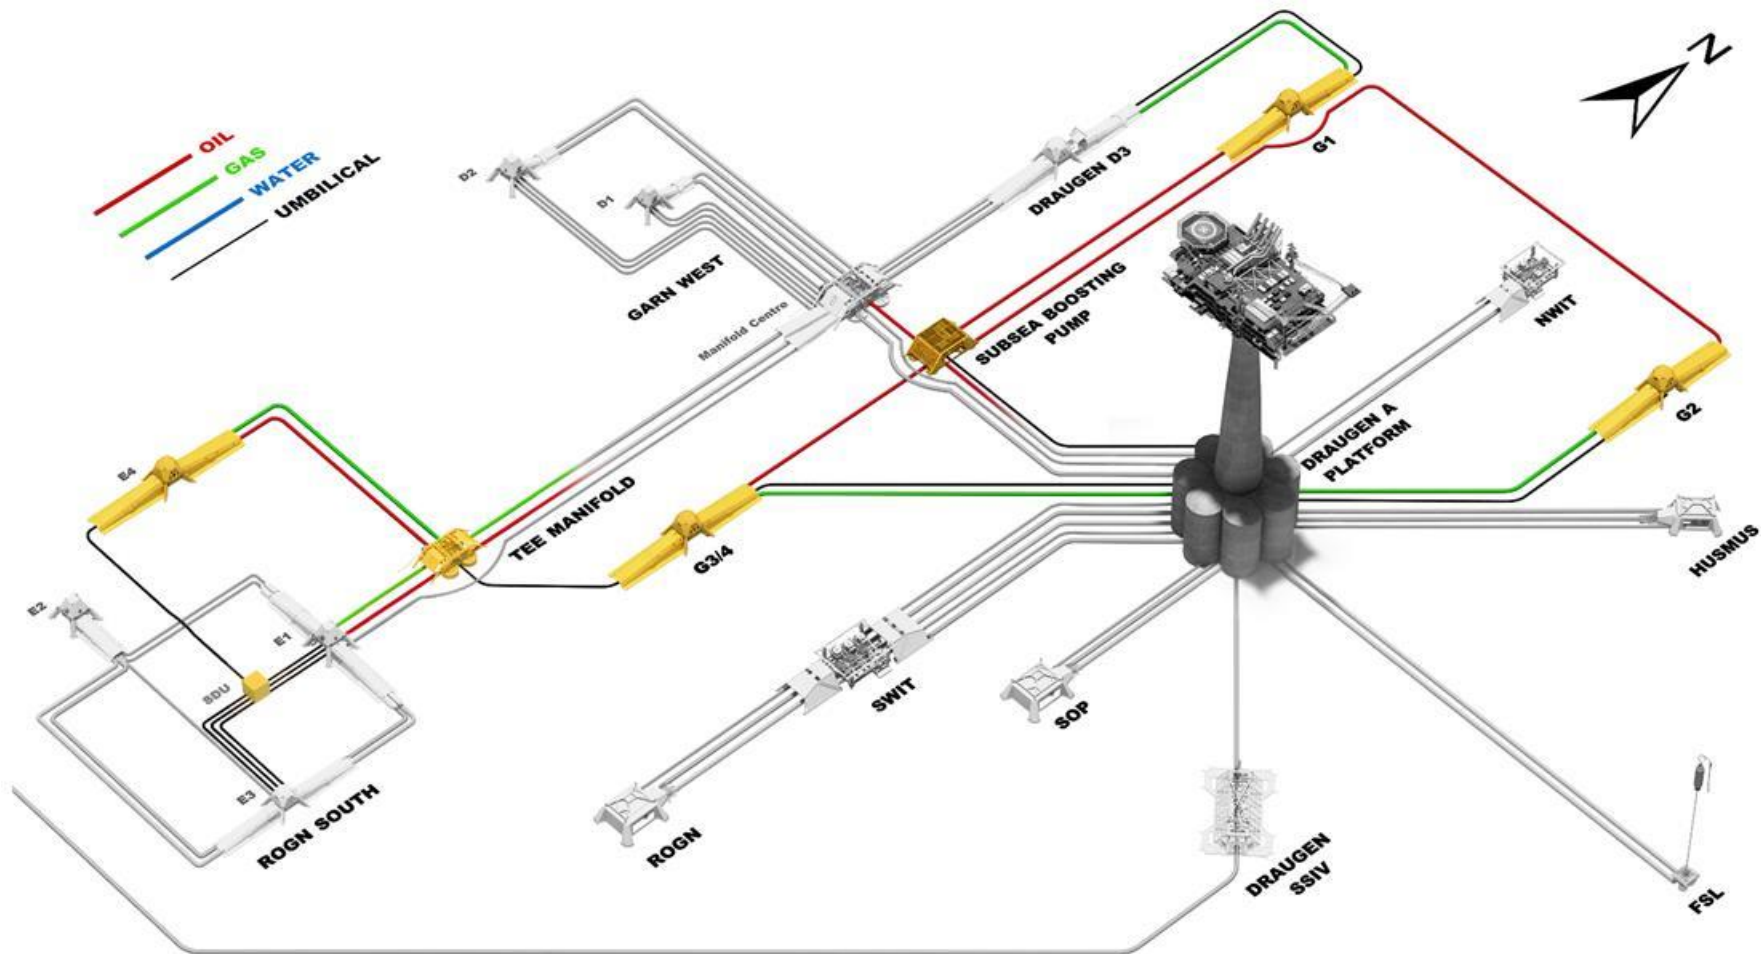 OIL
GAS
WATER
UMBILICAL
N
D2
D1
GARN WEST
Manifold Centre
DRAUGEN D3
G1
SUBSEA BOOSTING
PUMP
NWIT
G2
DRAUGEN A
PLATFORM
HUSMUS
E4
TEE MANIFOLD
G3/4
E2
E1
SDU
E3
ROGN SOUTH
SWIT
SOP
ROGN
DRAUGEN
SSIV
FSL